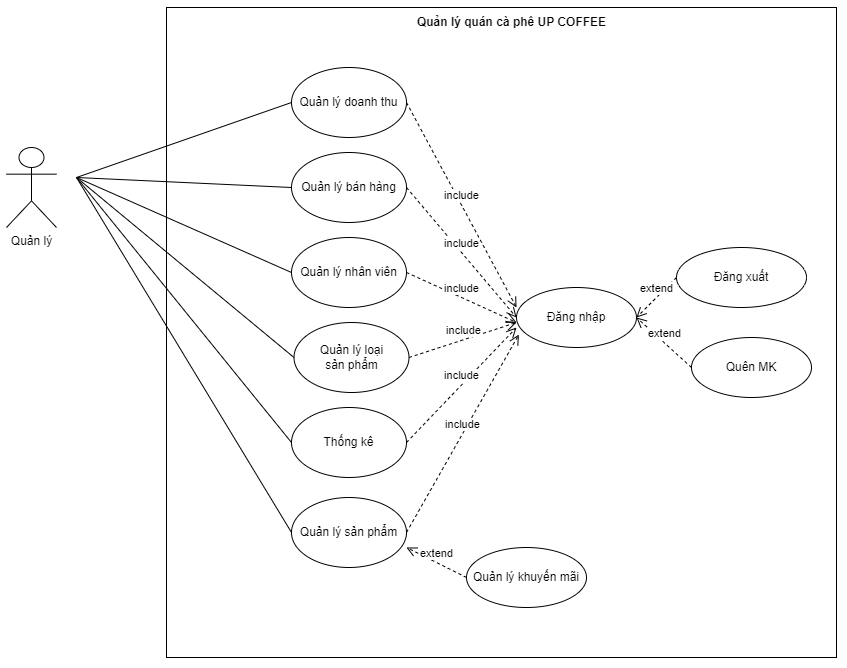 Quản lý quán cà phê UP COFFEE
Quản lý doanh thu
include
Quản lý bán hàng
include
Quản lý
Quản lý nhân viên
include
Đăng xuất
extend
Đăng nhập
include
extend
Quản lý loại
sản phẩm
Quên MK
include
Thống kê
include
Quản lý sản phẩm
extend
Quản lý khuyến mãi